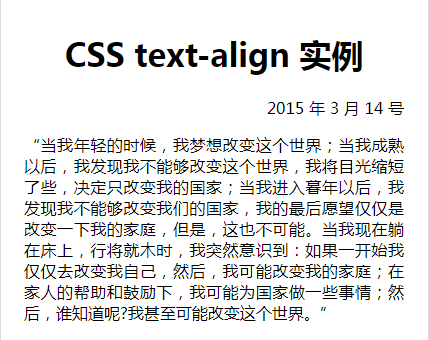 CSS text-align 实例
2015 年 3 月 14 号
“当我年轻的时候，我梦想改变这个世界；当我成熟
以后，我发现我不能够改变这个世界，我将目光缩短
了些，决定只改变我的国家；当我进入暮年以后，我
发现我不能够改变我们的国家，我的最后愿望仅仅是
改变一下我的家庭，但是，这也不可能。当我现在躺
在床上，行将就木时，我突然意识到：如果一开始我
仅仅去改变我自己，然后，我可能改变我的家庭；在
家人的帮助和鼓励下，我可能为国家做一些事情；然
后，谁知道呢?我甚至可能改变这个世界。“